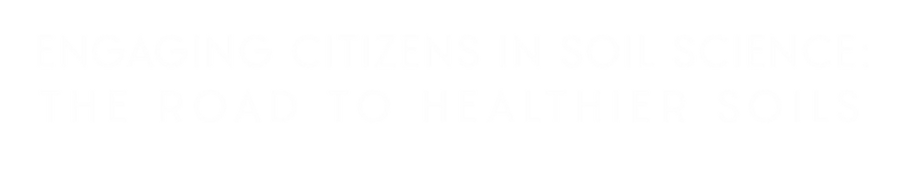 ENGAGING CITIZENS IN SOIL SCIENCE
THE ROAD TO HEALTHIER SOILS